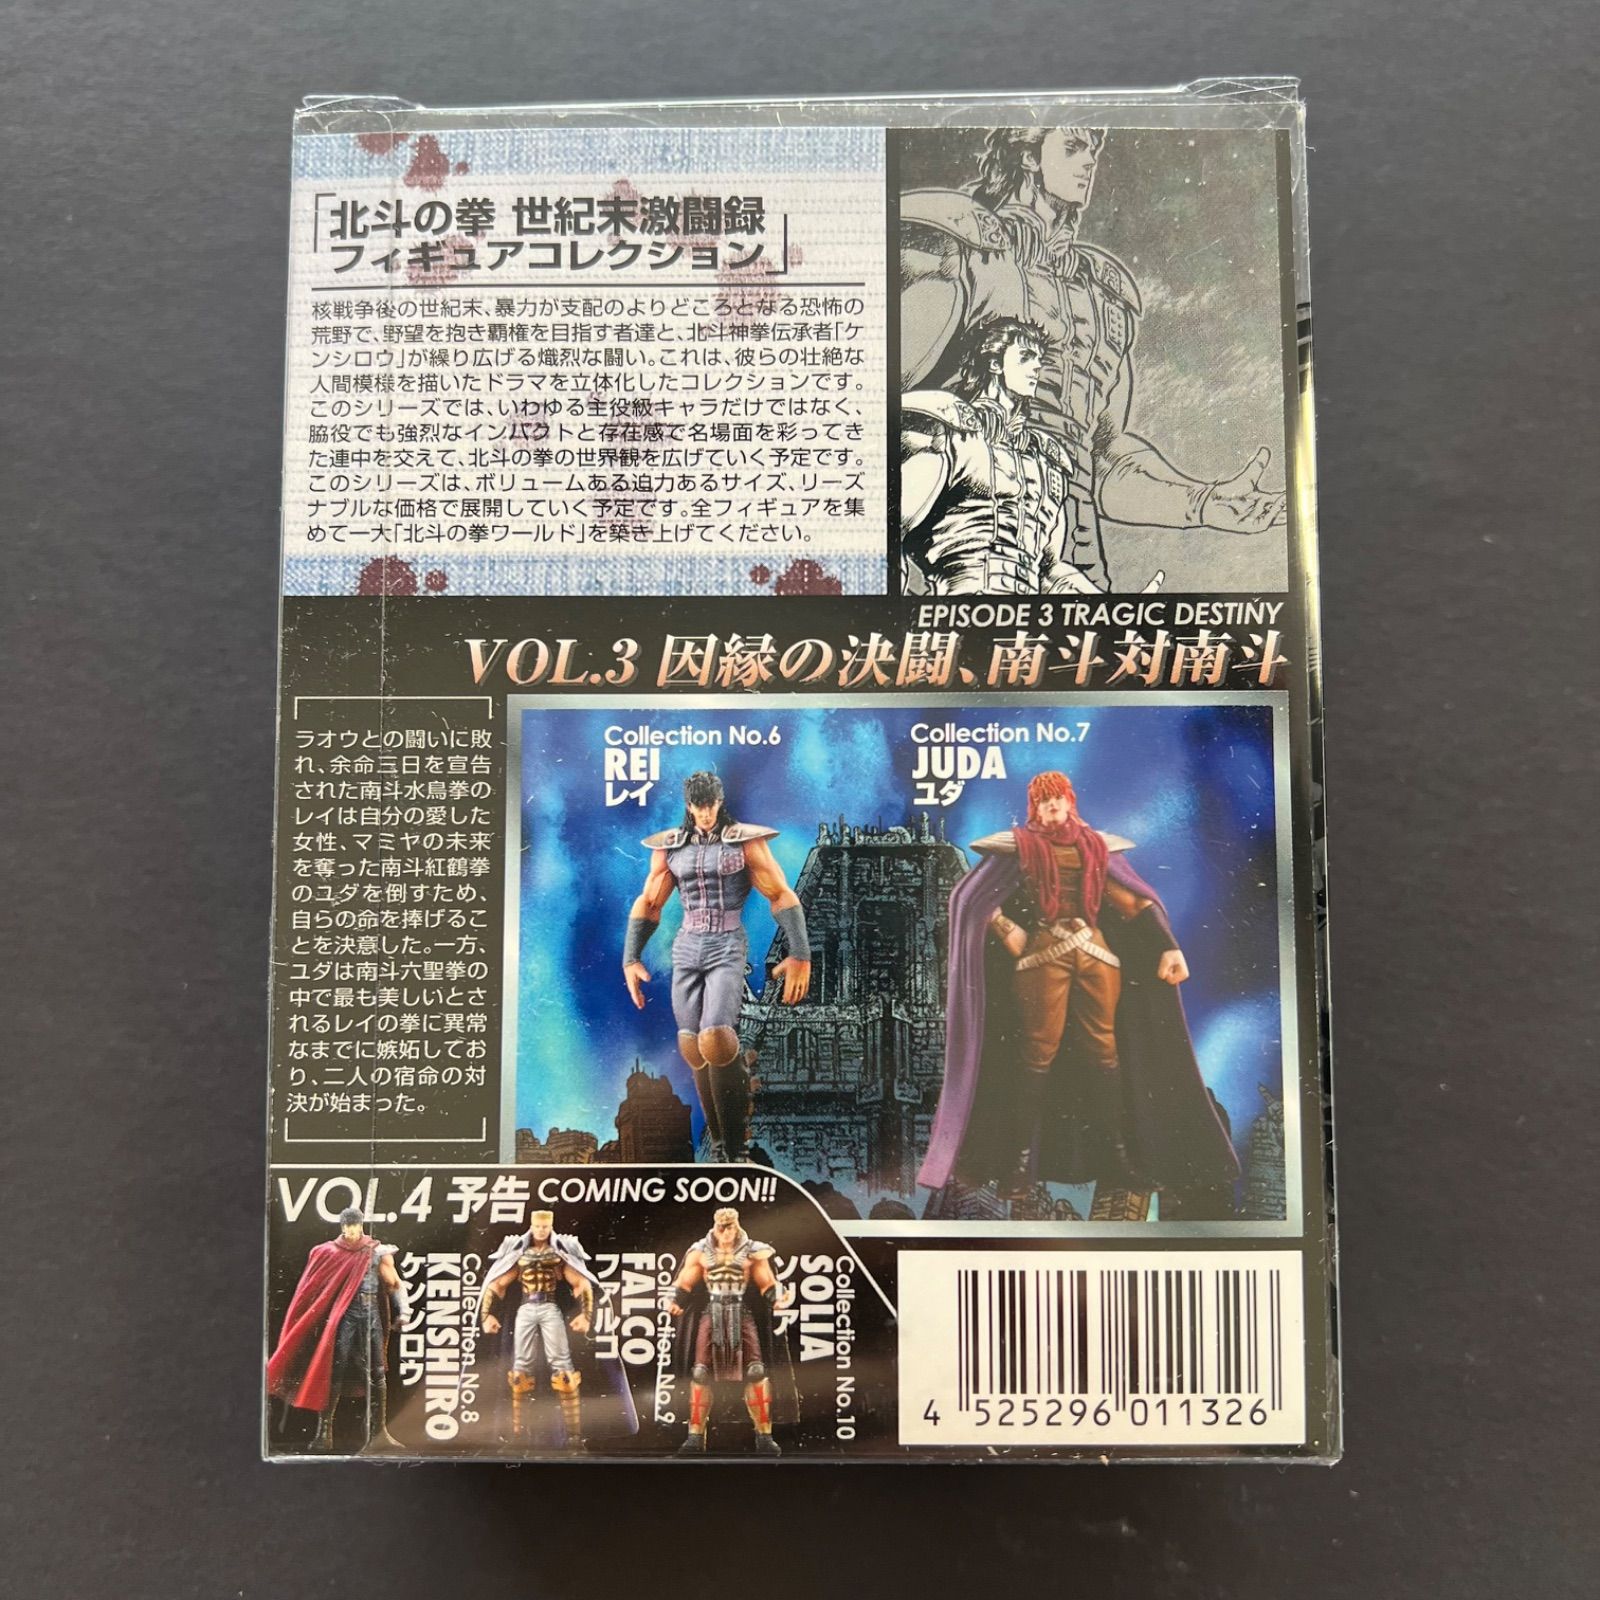 「北斗の拳 世紀末激闘録
フィギュアコレクション」
核戦争後の世紀末、暴力が支配のよりどころとなる恐怖の
荒野で、野望を抱き覇権を目指す者達と、北斗神拳伝承者「ケ
ンシロウ」が繰り広げる熾烈な闘い。これは、彼らの壮絶な
人間模様を描いたドラマを立体化したコレクションです。
このシリーズでは、いわゆる主役級キャラだけではなく、
脇役でも強烈なインパクトと存在感で名場面を彩ってき
た連中を交えて、北斗の拳の世界観を広げていく予定です。
このシリーズは、ボリュームある迫力あるサイズ、リーズ
ナブルな価格で展開していく予定です。全フィギュアを集
めて一大「北斗の拳ワールド」を築き上げてください。
EPISODE 3 TRAGIC DESTINY
VOL.3 因縁の決闘、南斗対南斗
ラオウとの闘いに敗
れ、余命三日を宣告
された南斗水鳥拳の
レイは自分の愛した
女性、マミヤの未来
を奪った南斗紅鶴拳
のユダを倒すため、
自らの命を捧げるこ
とを決意した。一方、
ユダは南斗六聖拳の
中で最も美しいとさ
れるレイの拳に異常
なまでに嫉妬してお
り、二人の宿命の対
決が始まった。
Collection No.6
REI
レイ
Collection No.7
JUDA
ユダ
VOL.4 予告 COMING SOON!!
Collection No.8
KENSHIRO
ケンシロウ
Collection No.9
FALCO
ファルコ
Collection No.10
SOLIA
ソリア
4 525296 011326